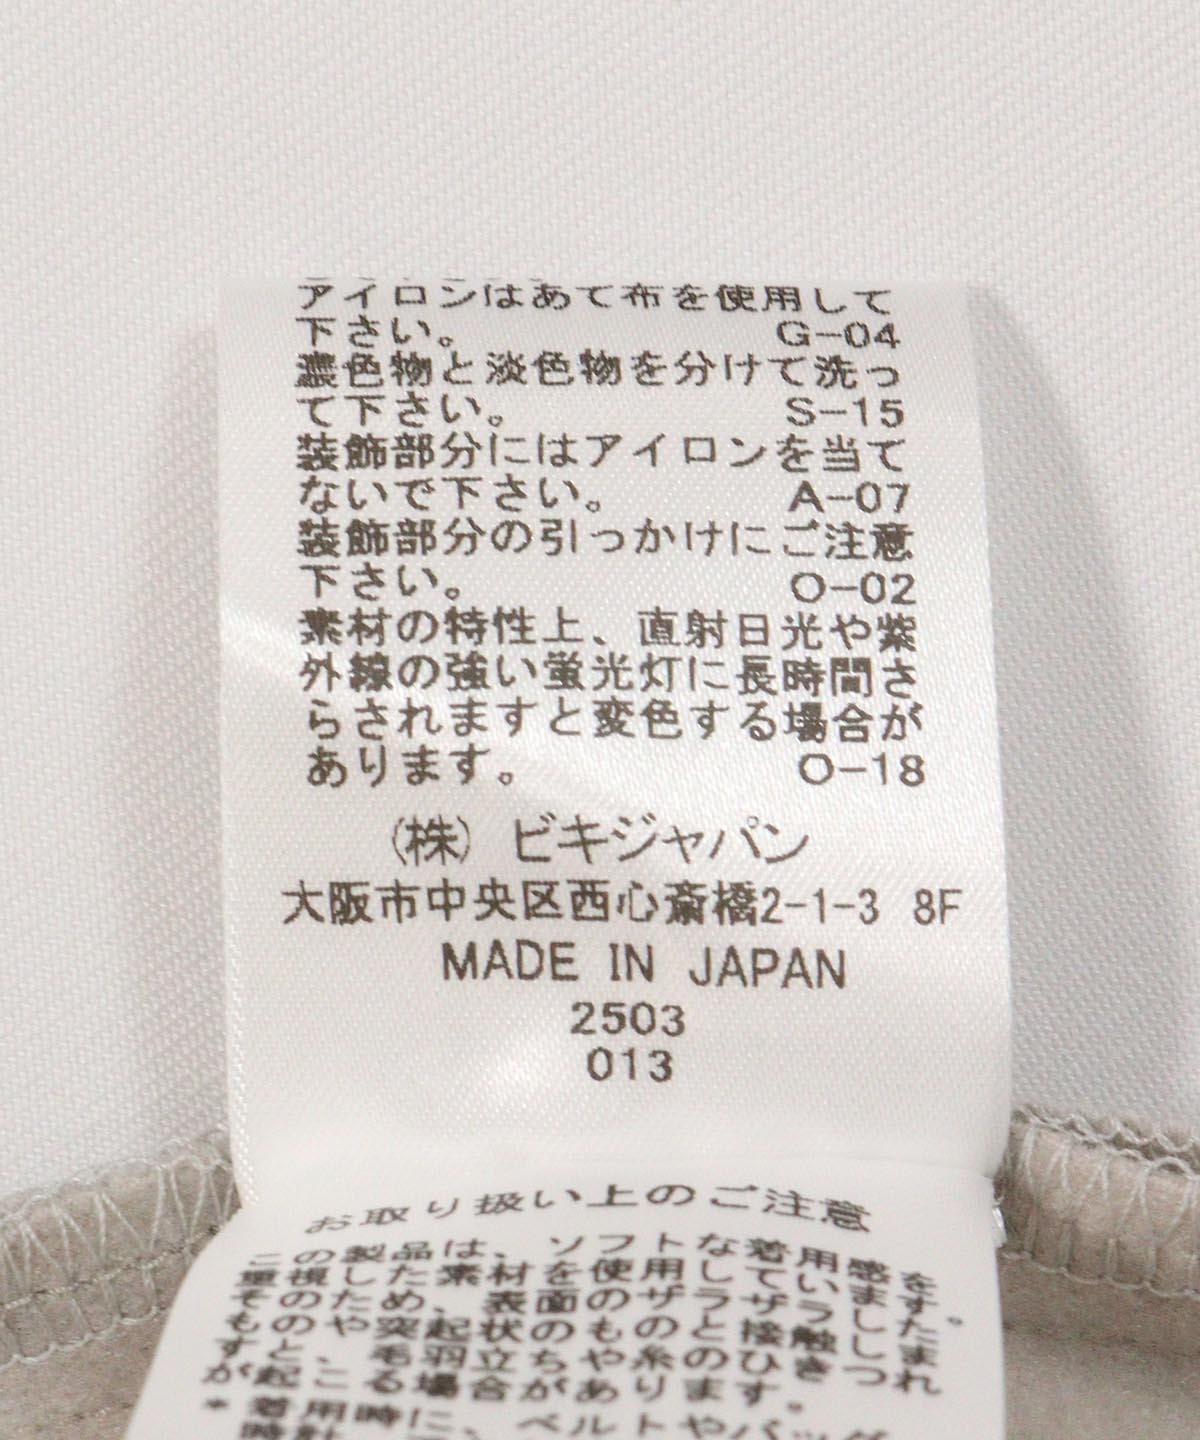 アイロンはあて布を使用して
下さい。 G-04
濃色物と淡色物を分けて洗っ
て下さい。 S-15
装飾部分にはアイロンを当て
ないで下さい。 A-07
装飾部分の引っかけにご注意
下さい。 O-02
素材の特性上、直射日光や紫
外線の強い蛍光灯に長時間さ
らされますと変色する場合が
あります。 O-18
(株) ビキジャパン
大阪市中央区西心斎橋2-1-3 8F
MADE IN JAPAN
2503
013
お取り扱い上のご注意
この製品は、ソフトな着用感を
重視した素材を使用しています。
そのため、表面のザラザラした
ものや、突起状のものと接触しま
すと、毛羽立ちや糸のひきつれ
が起こる場合があります。
*着用時に、ベルトやバッグ